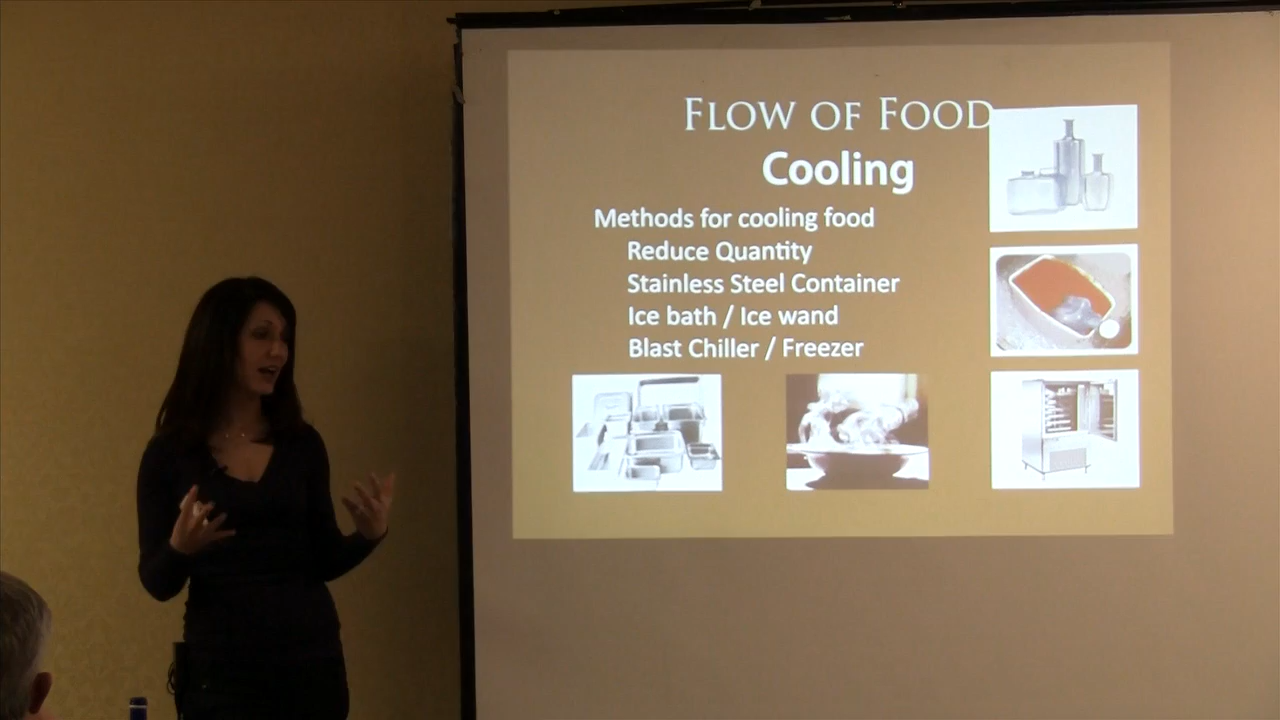 FLOW OF FOOD
Cooling
Methods for cooling food
Reduce Quantity
Stainless Steel Container
Ice bath / Ice wand
Blast Chiller / Freezer